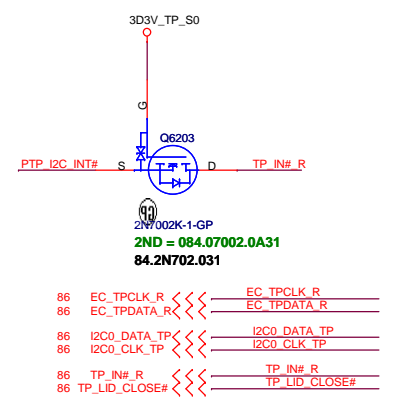 3D3V_TP_S0
G
Q6203
PTP_I2C_INT#
S
D
TP_IN#_R
GP
2N7002K-1-GP
2ND = 084.07002.0A31
84.2N702.031
86 EC_TPCLK_R EC_TPCLK_R
86 EC_TPDATA_R EC_TPDATA_R
86 I2C0_DATA_TP I2C0_DATA_TP
86 I2C0_CLK_TP I2C0_CLK_TP
86 TP_IN#_R TP_IN#_R
86 TP_LID_CLOSE# TP_LID_CLOSE#